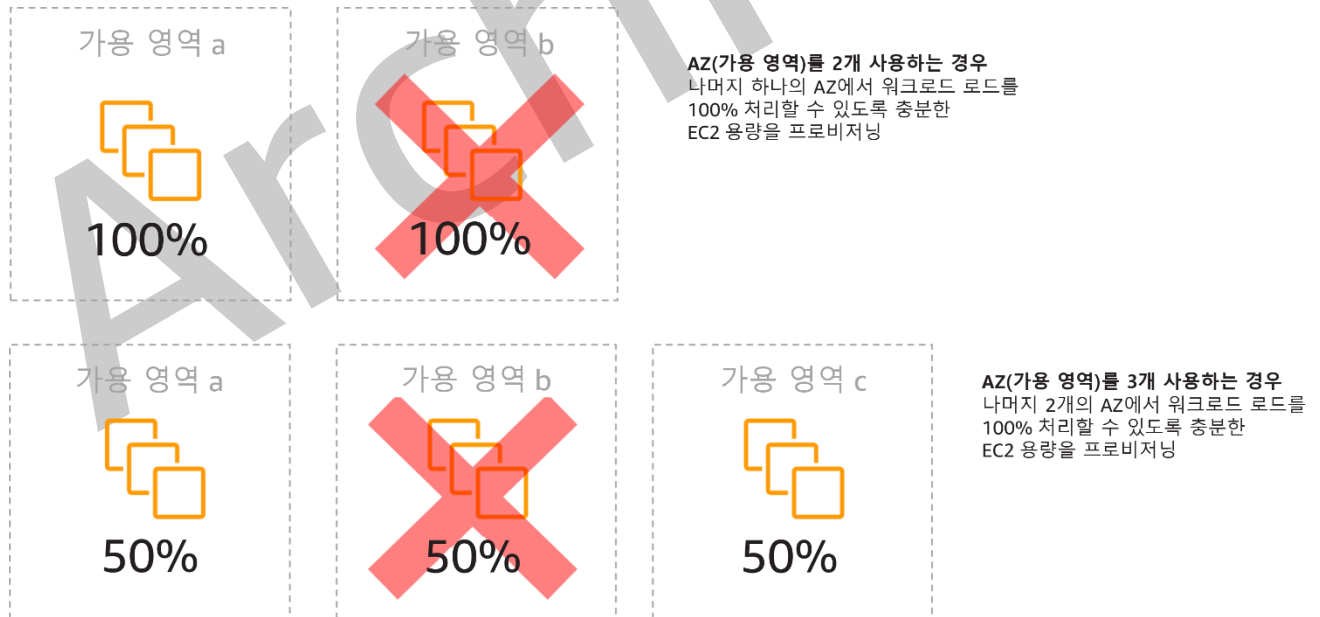 가용 영역 a
가용 영역 b
100%
100%
AZ(가용 영역)를 2개 사용하는 경우
나머지 하나의 AZ에서 워크로드 로드를
100% 처리할 수 있도록 충분한
EC2 용량을 프로비저닝
가용 영역 a
가용 영역 b
가용 영역 c
50%
50%
50%
AZ(가용 영역)를 3개 사용하는 경우
나머지 2개의 AZ에서 워크로드 로드를
100% 처리할 수 있도록 충분한
EC2 용량을 프로비저닝